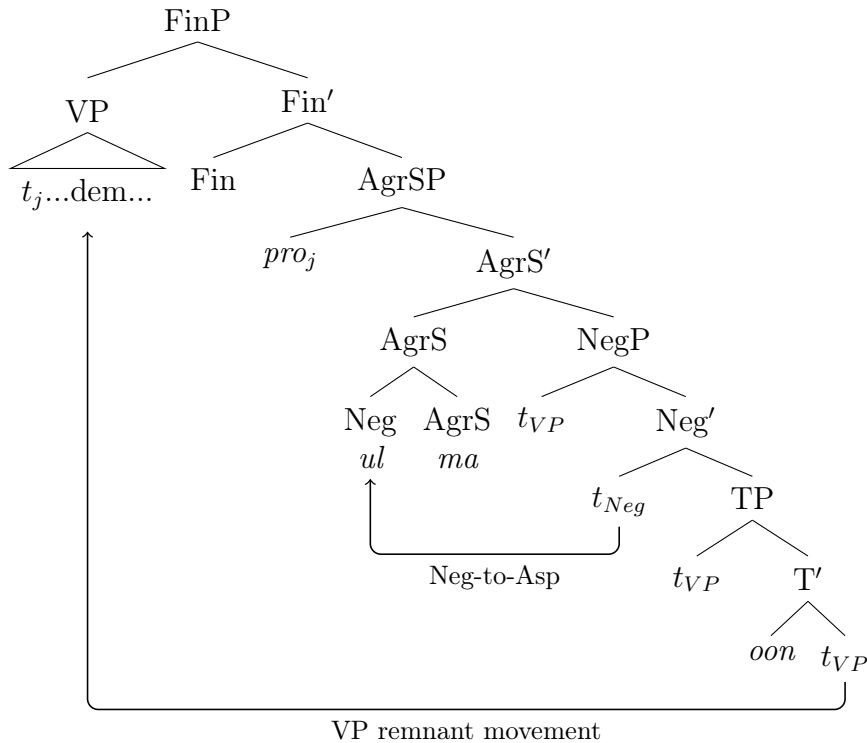 FinP
VP Fin′
Fin AgrSP
t_j...dem...
pro_j AgrS′
AgrS NegP
Neg AgrS t_VP Neg′
ul ma
t_Neg TP
Neg-to-Asp t_VP T′
oon t_VP
VP remnant movement